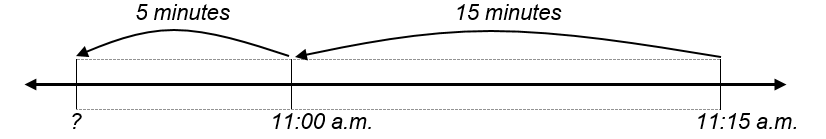 5 minutes 15 minutes
? 11:00 a.m. 11:15 a.m.